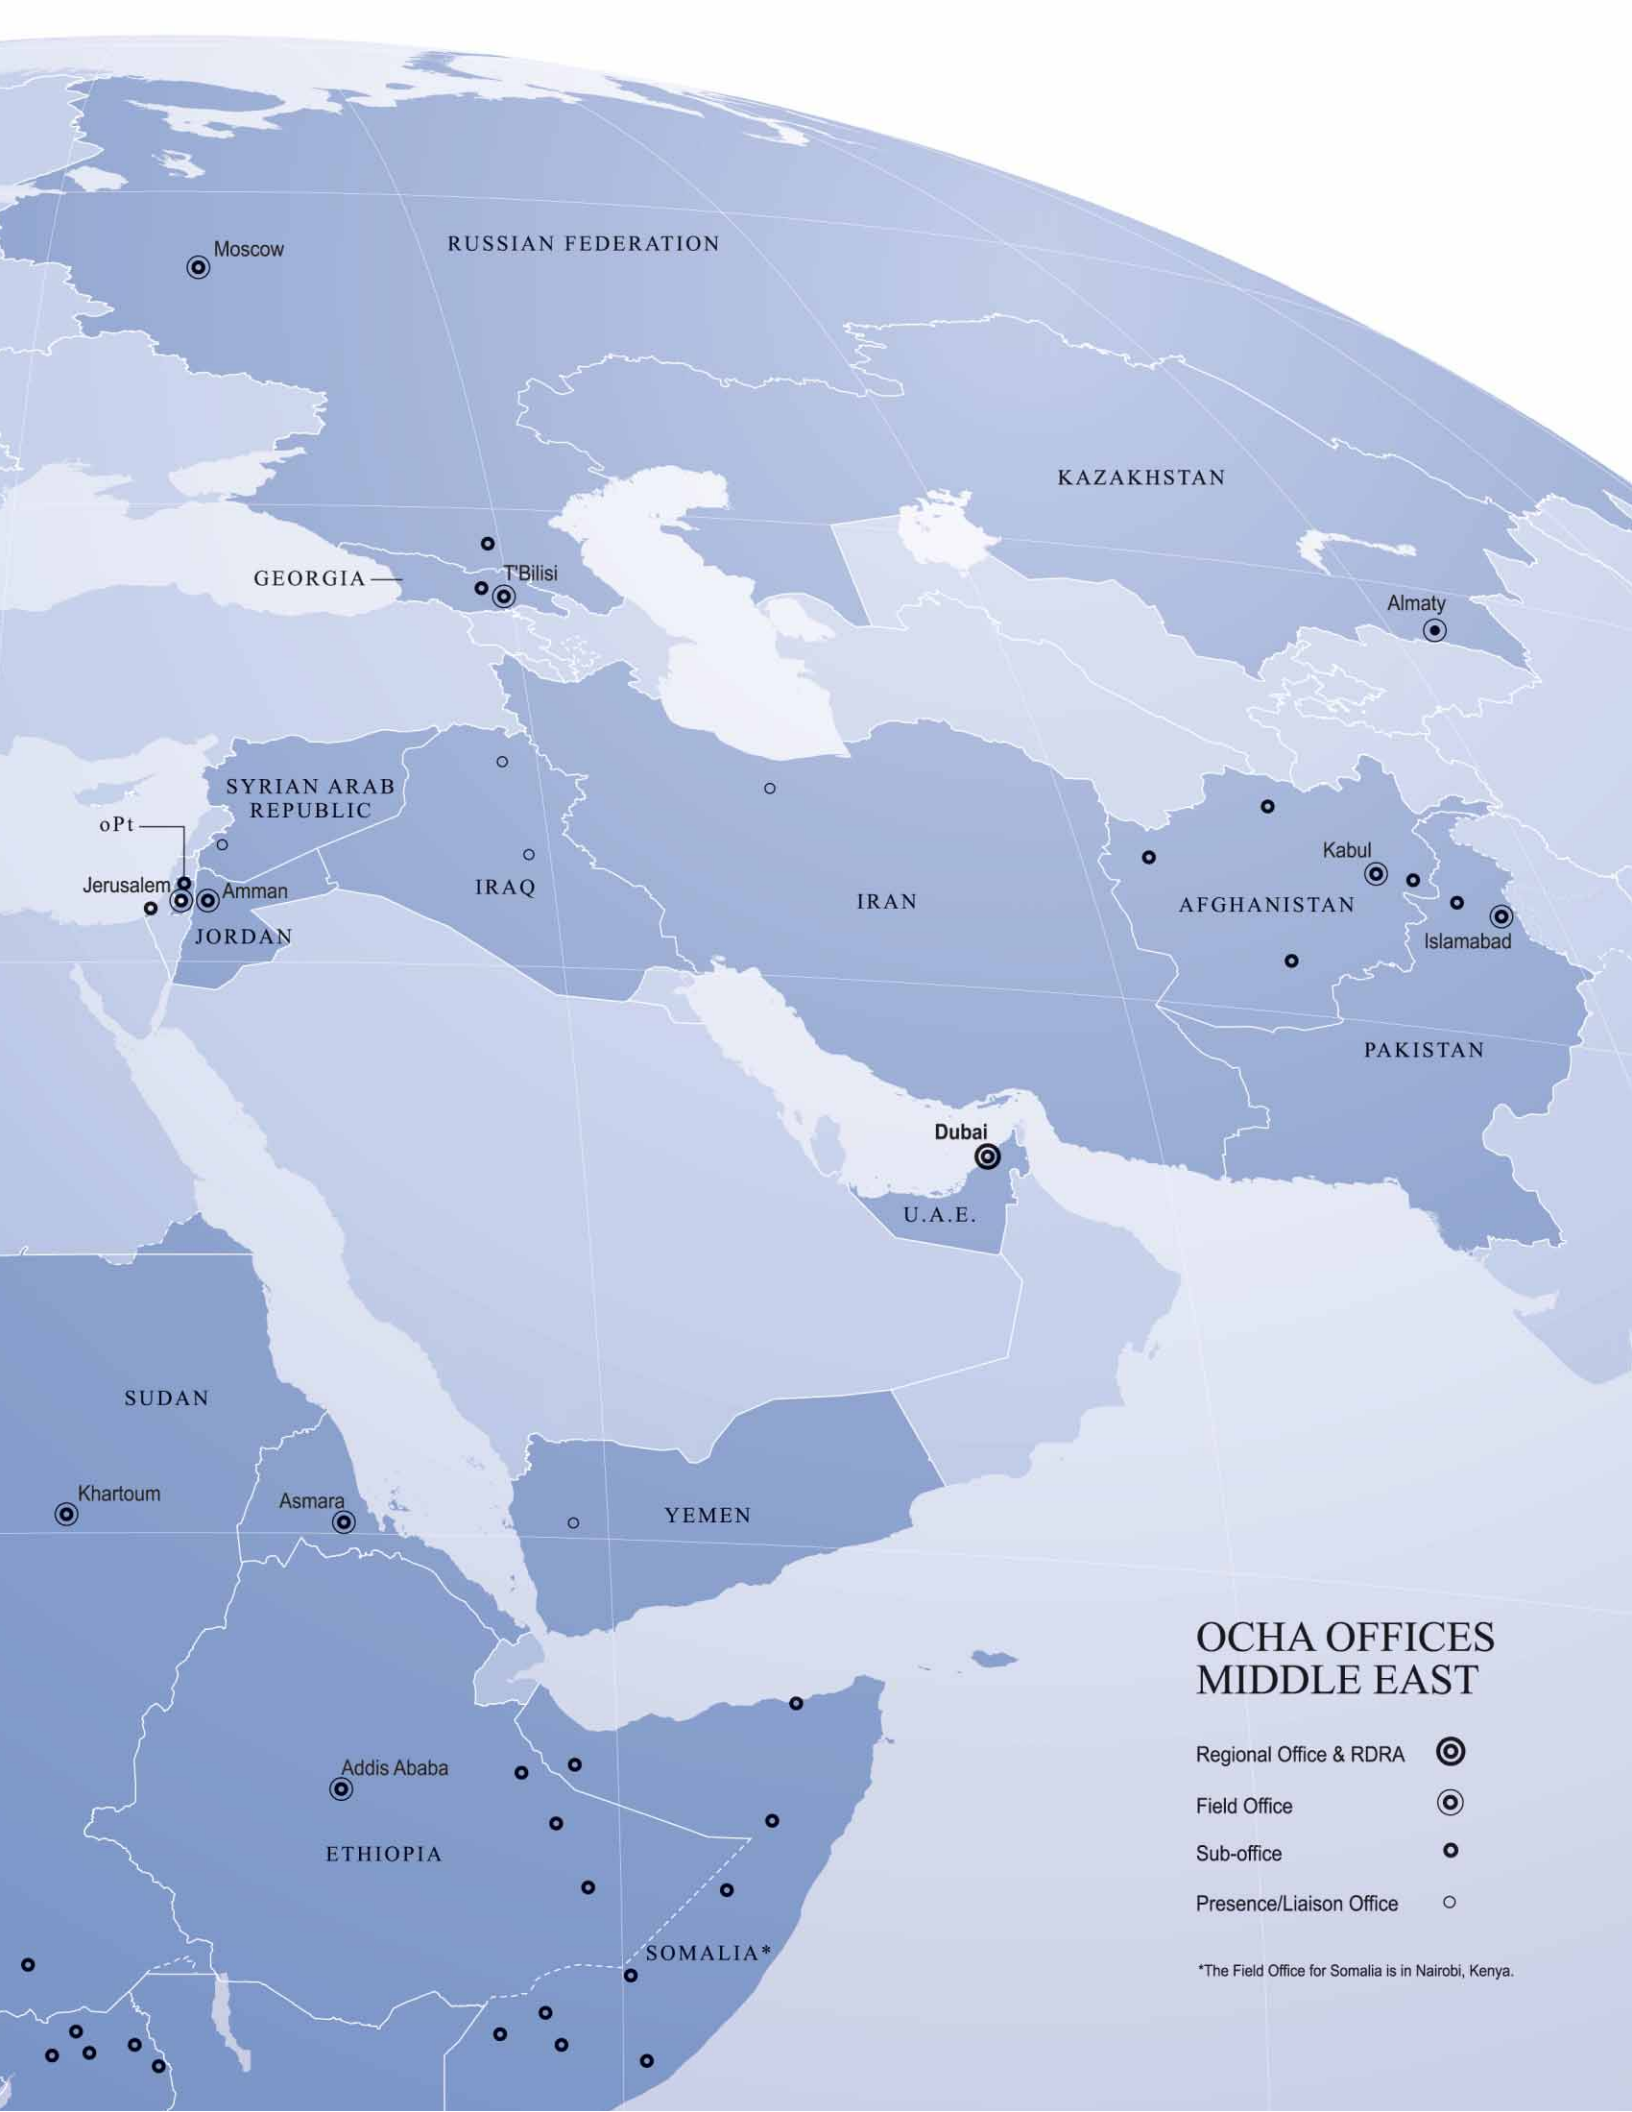 Moscow
RUSSIAN FEDERATION
KAZAKHSTAN
GEORGIA
T'Bilisi
Almaty
SYRIAN ARAB
REPUBLIC
oPt
Jerusalem
Amman
JORDAN
IRAQ
IRAN
Kabul
AFGHANISTAN
Islamabad
PAKISTAN
Dubai
U.A.E.
SUDAN
Khartoum
Asmara
YEMEN
Addis Ababa
ETHIOPIA
SOMALIA*
OCHA OFFICES
MIDDLE EAST
Regional Office & RDRA
Field Office
Sub-office
Presence/Liaison Office
*The Field Office for Somalia is in Nairobi, Kenya.